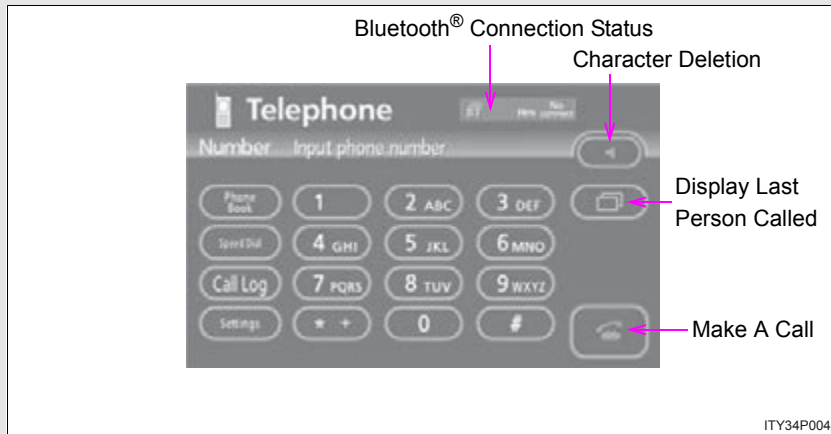 Bluetooth® Connection Status
Character Deletion
Telephone
No
connect
Number Input phone number
Phone Book 1 2 ABC 3 DEF
Display Last
Person Called
Speed Dial 4 GHI 5 JKL 6 MNO
Call Log 7 PQRS 8 TUV 9 WXYZ
Settings * + 0 #
Make A Call
ITY34P004